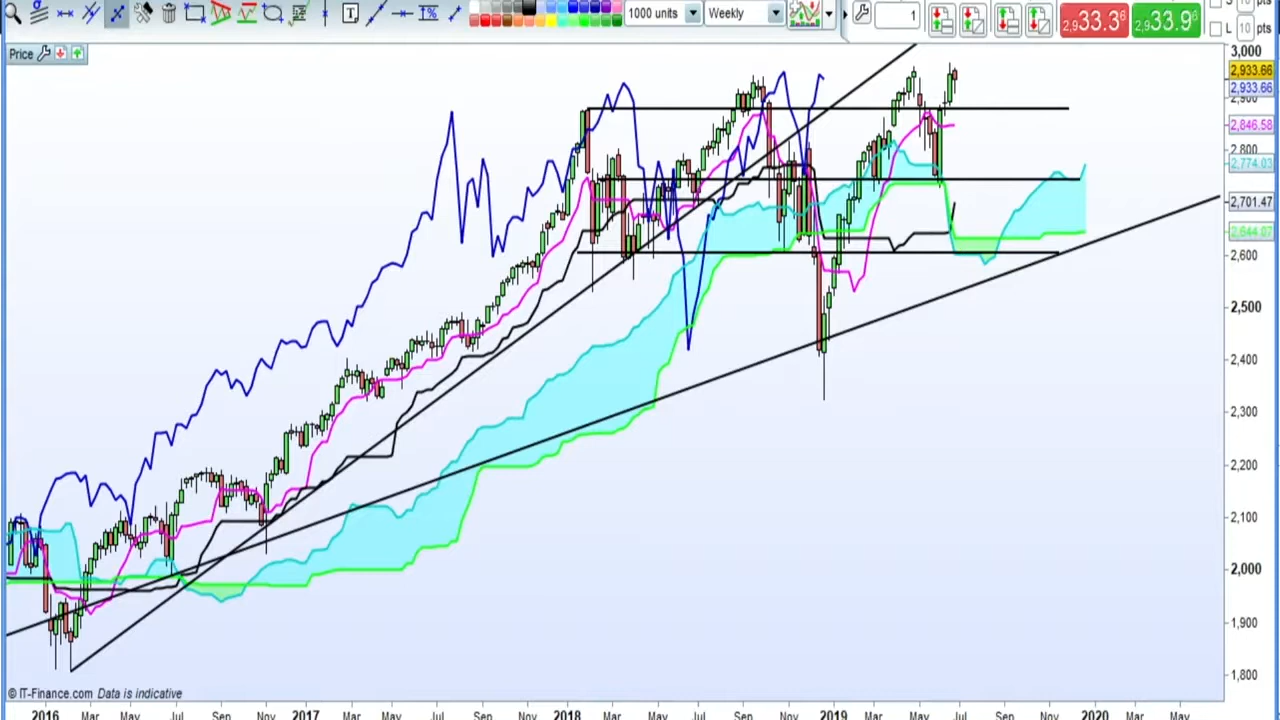 T
I%
1000 units
Weekly
1
2,933.3⁶
2,933.9⁶
S 10 pts
L 10 pts
Price
3,000
2,933.66
2,933.66
2,900
2,846.58
2,800
2,774.03
2,701.47
2,644.07
2,600
2,500
2,400
2,300
2,200
2,100
2,000
1,900
1,800
© IT-Finance.com Data is indicative
2016 Mar May Jul Sep Nov 2017 Mar May Jul Sep Nov 2018 Mar May Jul Sep Nov 2019 Mar May Jul Sep Nov 2020 Mar May